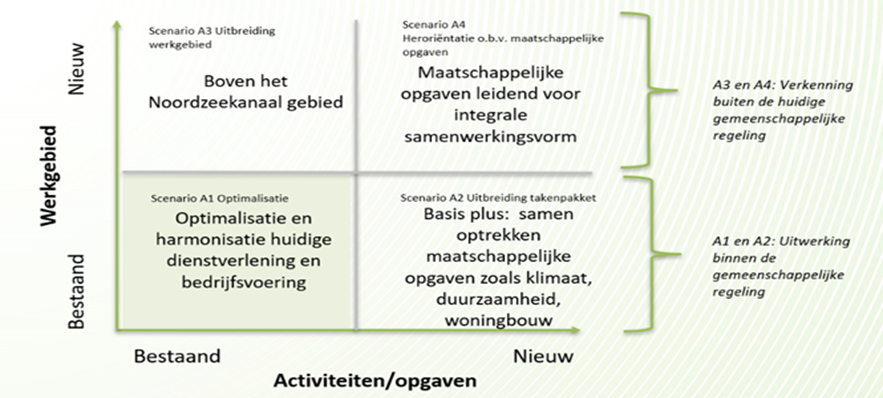 Scenario A3 Uitbreiding
werkgebied
Boven het
Noordzeekanaal gebied
Scenario A4
Heroriëntatie o.b.v. maatschappelijke
opgaven
Maatschappelijke
opgaven leidend voor
integrale
samenwerkingsvorm
A3 en A4: Verkenning
buiten de huidige
gemeenschappelijke
regeling
Nieuw
Werkgebied
Bestaand
Scenario A1 Optimalisatie
Optimalisatie en
harmonisatie huidige
dienstverlening en
bedrijfsvoering
Scenario A2 Uitbreiding takenpakket
Basis plus: samen
optrekken
maatschappelijke
opgaven zoals klimaat,
duurzaamheid,
woningbouw
A1 en A2: Uitwerking
binnen de
gemeenschappelijke
regeling
Bestaand
Nieuw
Activiteiten/opgaven